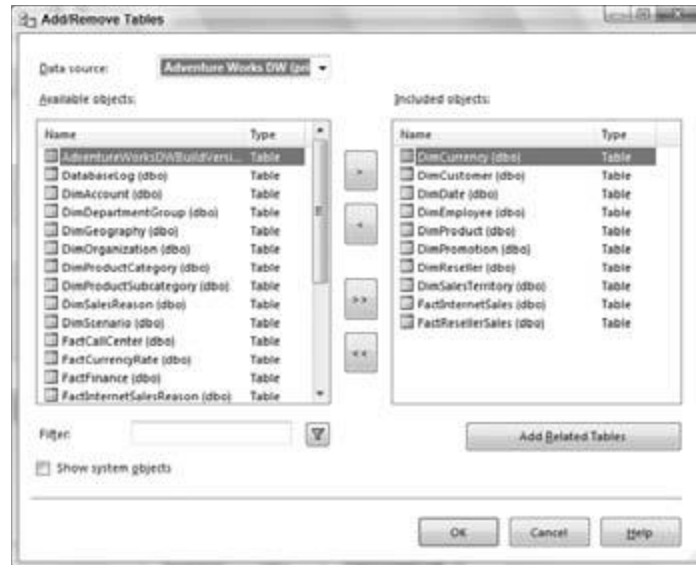 Add/Remove Tables
Data source: Adventure Works DW (pri
Available objects:
Name Type
AdventureWorksDWBuildVersi... Table
DatabaseLog (dbo) Table
DimAccount (dbo) Table
DimDepartmentGroup (dbo) Table
DimGeography (dbo) Table
DimOrganization (dbo) Table
DimProductCategory (dbo) Table
DimProductSubcategory (dbo) Table
DimSalesReason (dbo) Table
DimScenario (dbo) Table
FactCallCenter (dbo) Table
FactCurrencyRate (dbo) Table
FactFinance (dbo) Table
FactInternetSalesReason (dbo) Table
>
<
>>
<<
Included objects:
Name Type
DimCurrency (dbo) Table
DimCustomer (dbo) Table
DimDate (dbo) Table
DimEmployee (dbo) Table
DimProduct (dbo) Table
DimPromotion (dbo) Table
DimReseller (dbo) Table
DimSalesTerritory (dbo) Table
FactInternetSales (dbo) Table
FactResellerSales (dbo) Table
Filter:
Add Related Tables
Show system objects
OK Cancel Help